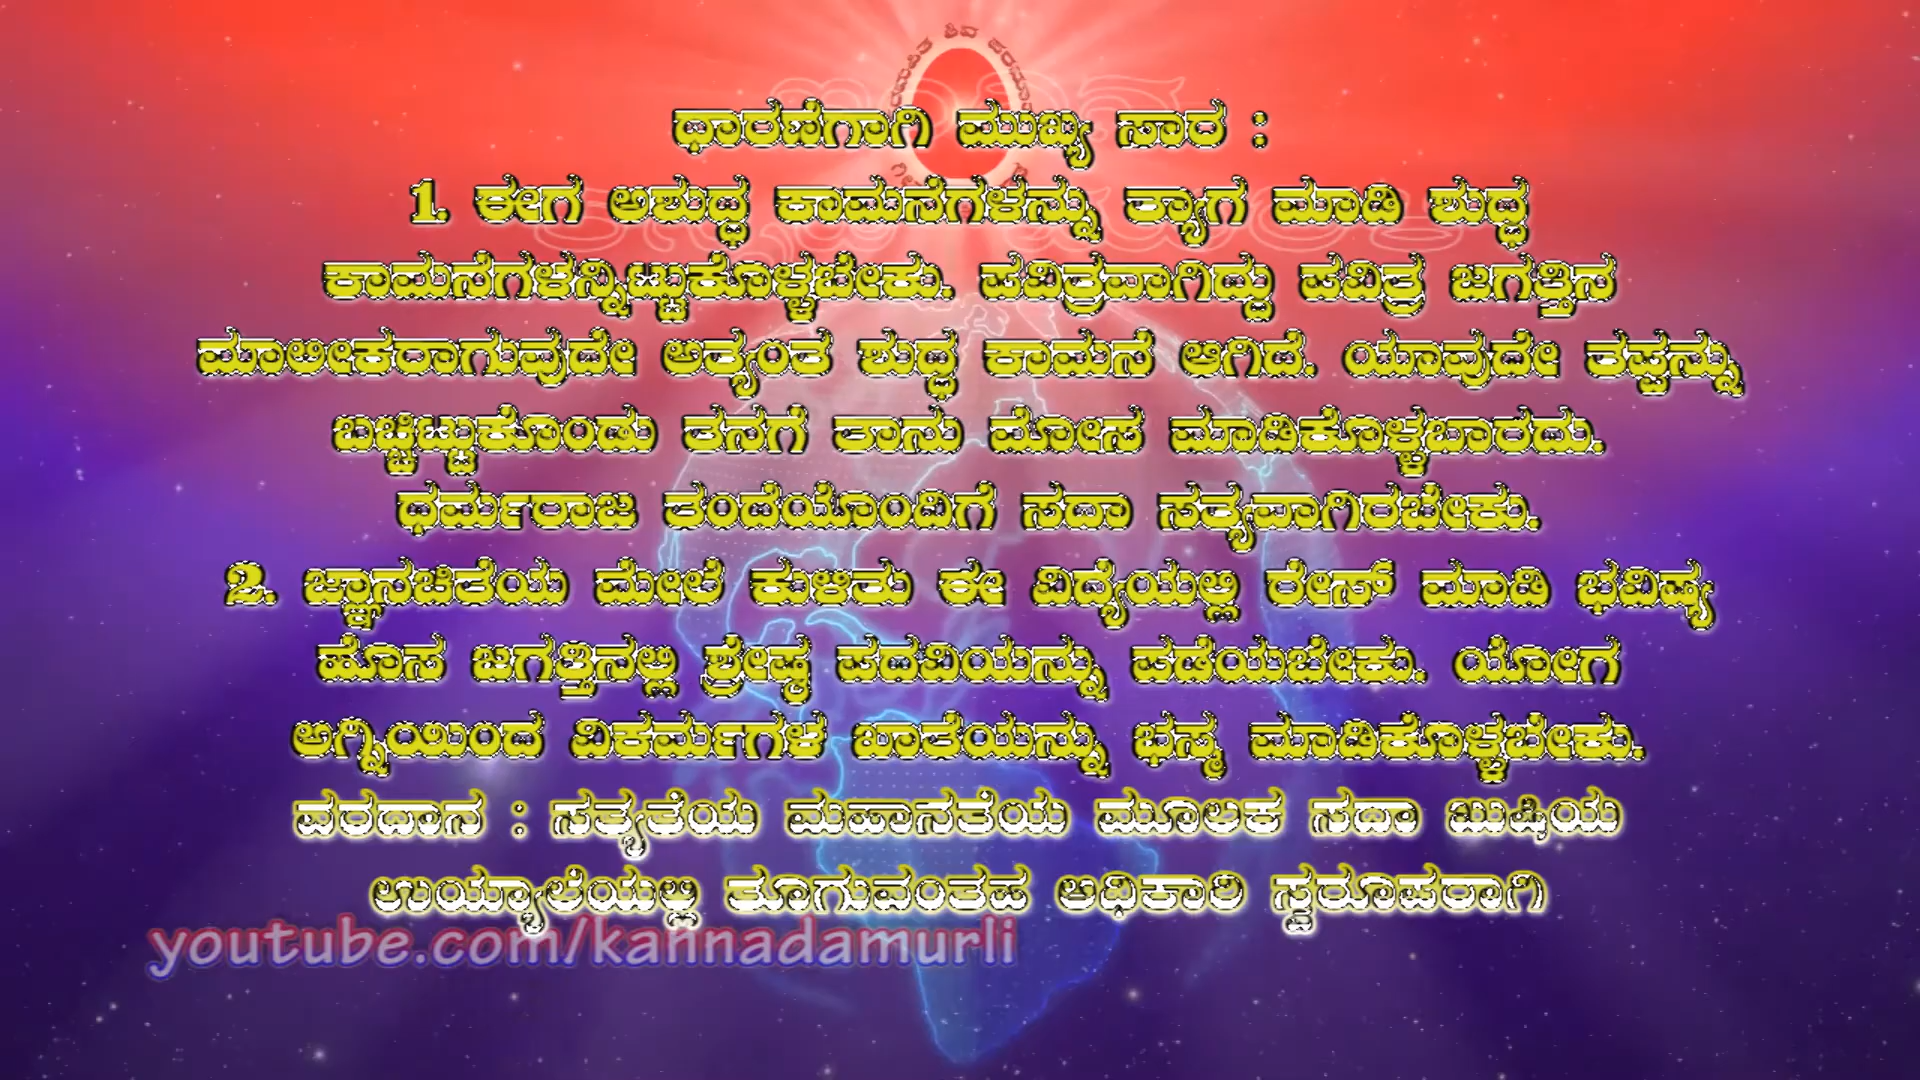 ಶಿವ
ಧಾರಣೆಗಾಗಿ ಮುಖ್ಯ ಸಾರ :
1. ಈಗ ಅಶುದ್ಧ ಕಾಮನೆಗಳನ್ನು ತ್ಯಾಗ ಮಾಡಿ ಶುದ್ಧ
ಕಾಮನೆಗಳನ್ನಿಟ್ಟುಕೊಳ್ಳಬೇಕು. ಪವಿತ್ರವಾಗಿದ್ದು ಪವಿತ್ರ ಜಗತ್ತಿನ
ಮಾಲೀಕರಾಗುವುದೇ ಅತ್ಯಂತ ಶುದ್ಧ ಕಾಮನೆ ಆಗಿದೆ. ಯಾವುದೇ ತಪ್ಪನ್ನು
ಬಚ್ಚಿಟ್ಟುಕೊಂಡು ತನಗೆ ತಾನು ಮೋಸ ಮಾಡಿಕೊಳ್ಳಬಾರದು.
ಧರ್ಮರಾಜ ತಂದೆಯೊಂದಿಗೆ ಸದಾ ಸತ್ಯವಾಗಿರಬೇಕು.
2. ಜ್ಞಾನಚಿತೆಯ ಮೇಲೆ ಕುಳಿತು ಈ ವಿದ್ಯೆಯಲ್ಲಿ ರೇಸ್ ಮಾಡಿ ಭವಿಷ್ಯ
ಹೊಸ ಜಗತ್ತಿನಲ್ಲಿ ಶ್ರೇಷ್ಠ ಪದವಿಯನ್ನು ಪಡೆಯಬೇಕು. ಯೋಗ
ಅಗ್ನಿಯಿಂದ ವಿಕರ್ಮಗಳ ಖಾತೆಯನ್ನು ಭಸ್ಮ ಮಾಡಿಕೊಳ್ಳಬೇಕು.
ವರದಾನ : ಸತ್ಯತೆಯ ಮಹಾನತೆಯ ಮೂಲಕ ಸದಾ ಖುಷಿಯ
ಉಯ್ಯಾಲೆಯಲ್ಲಿ ತೂಗುವಂತಹ ಅಧಿಕಾರಿ ಸ್ವರೂಪರಾಗಿ
youtube.com/kannadamurli